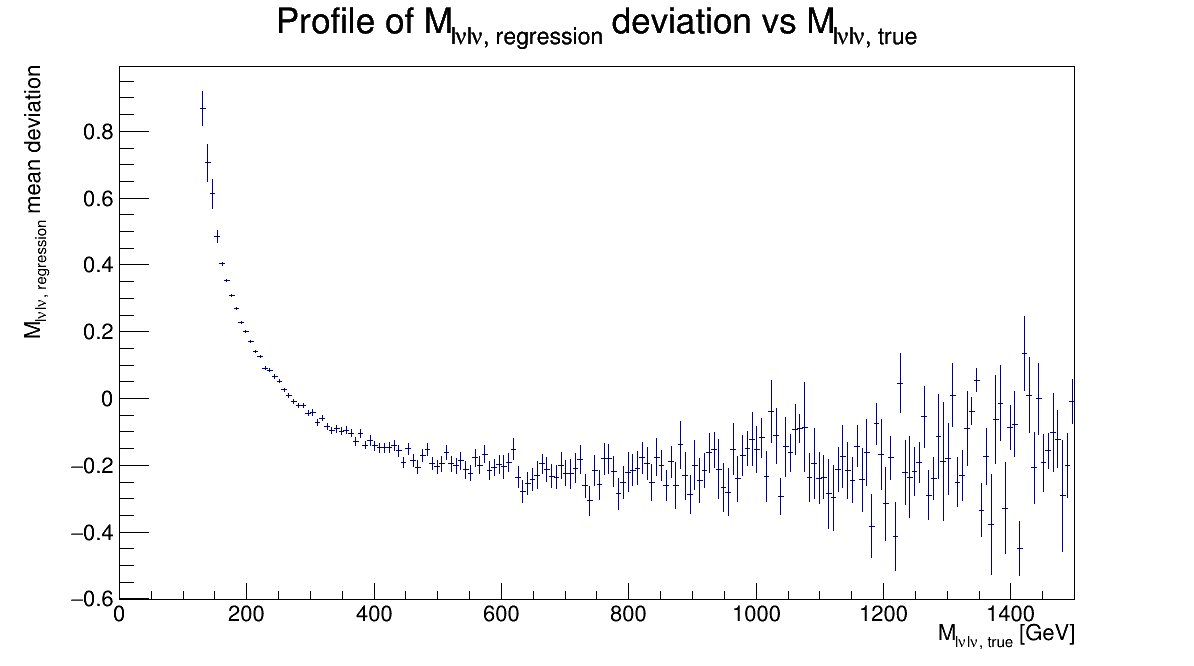 Profile of M_lνlν, regression deviation vs M_lνlν, true
M_lνlν, regression mean deviation
0.8
0.6
0.4
0.2
0
−0.2
−0.4
−0.6
0 200 400 600 800 1000 1200 1400
M_lνlν, true [GeV]